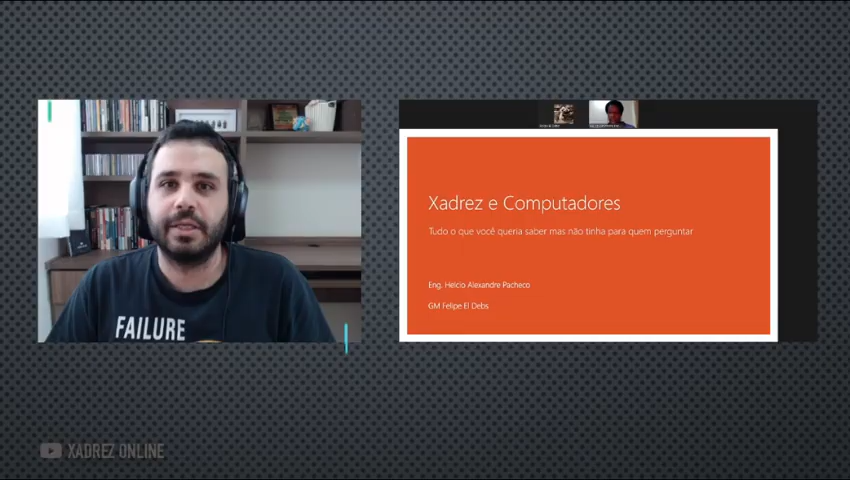 FAILURE
Xadrez e Computadores
Tudo o que você queria saber mas não tinha para quem perguntar
Eng. Helcio Alexandre Pacheco
GM Felipe El Debs
XADREZ ONLINE